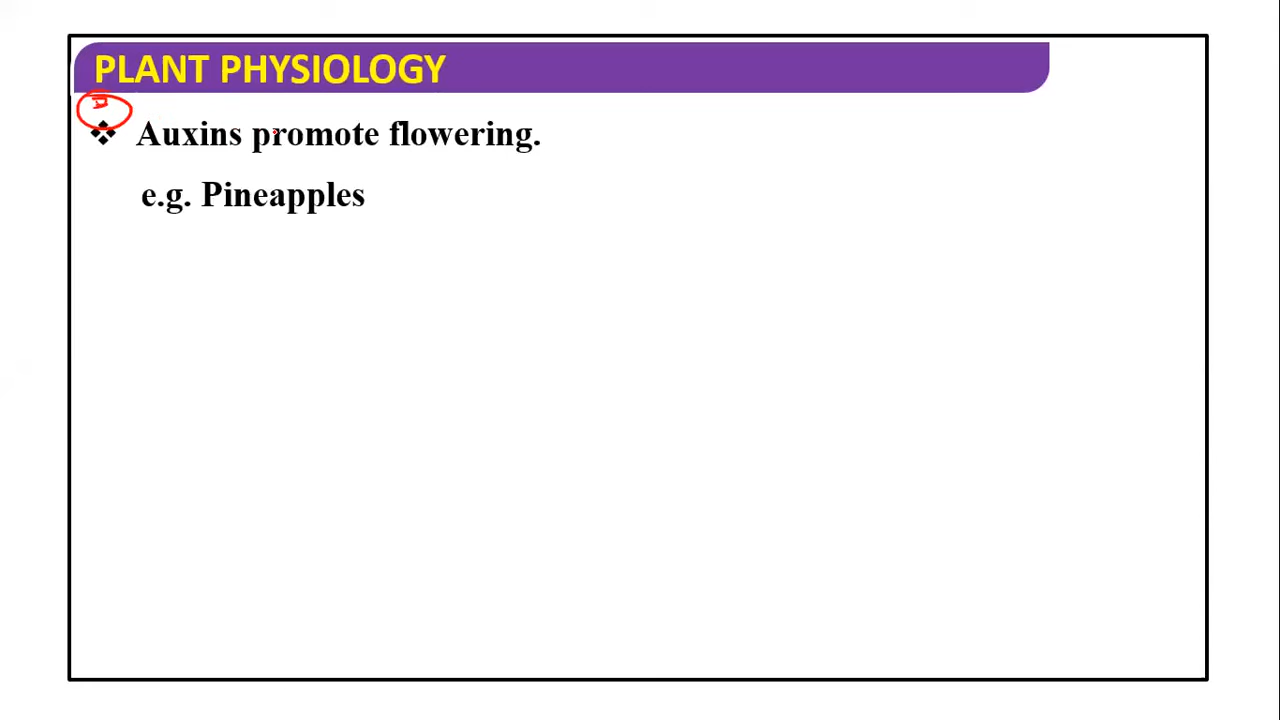 PLANT PHYSIOLOGY
❖ Auxins promote flowering.
e.g. Pineapples